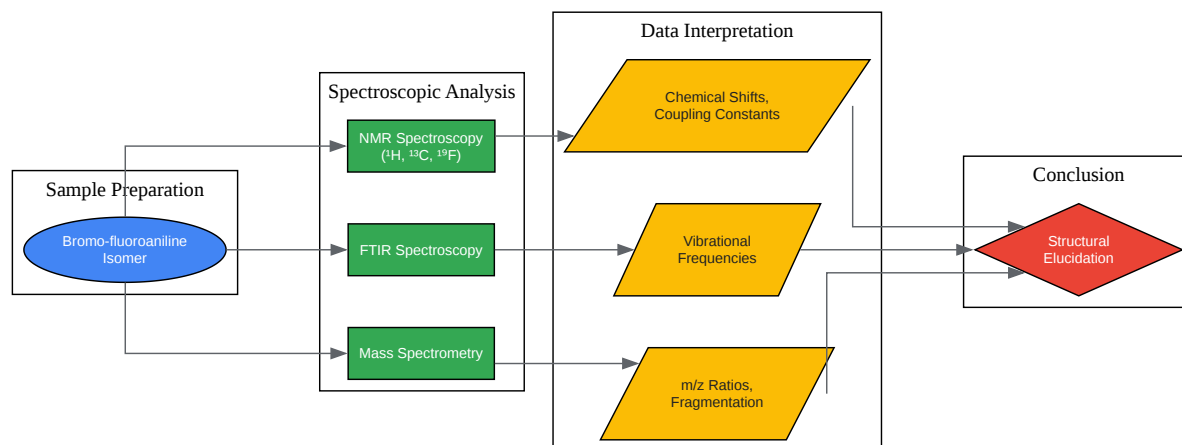 Sample Preparation
Bromo-fluoroaniline
Isomer
Spectroscopic Analysis
NMR Spectroscopy
(¹H, ¹³C, ¹⁹F)
FTIR Spectroscopy
Mass Spectrometry
Data Interpretation
Chemical Shifts,
Coupling Constants
Vibrational
Frequencies
m/z Ratios,
Fragmentation
Conclusion
Structural
Elucidation